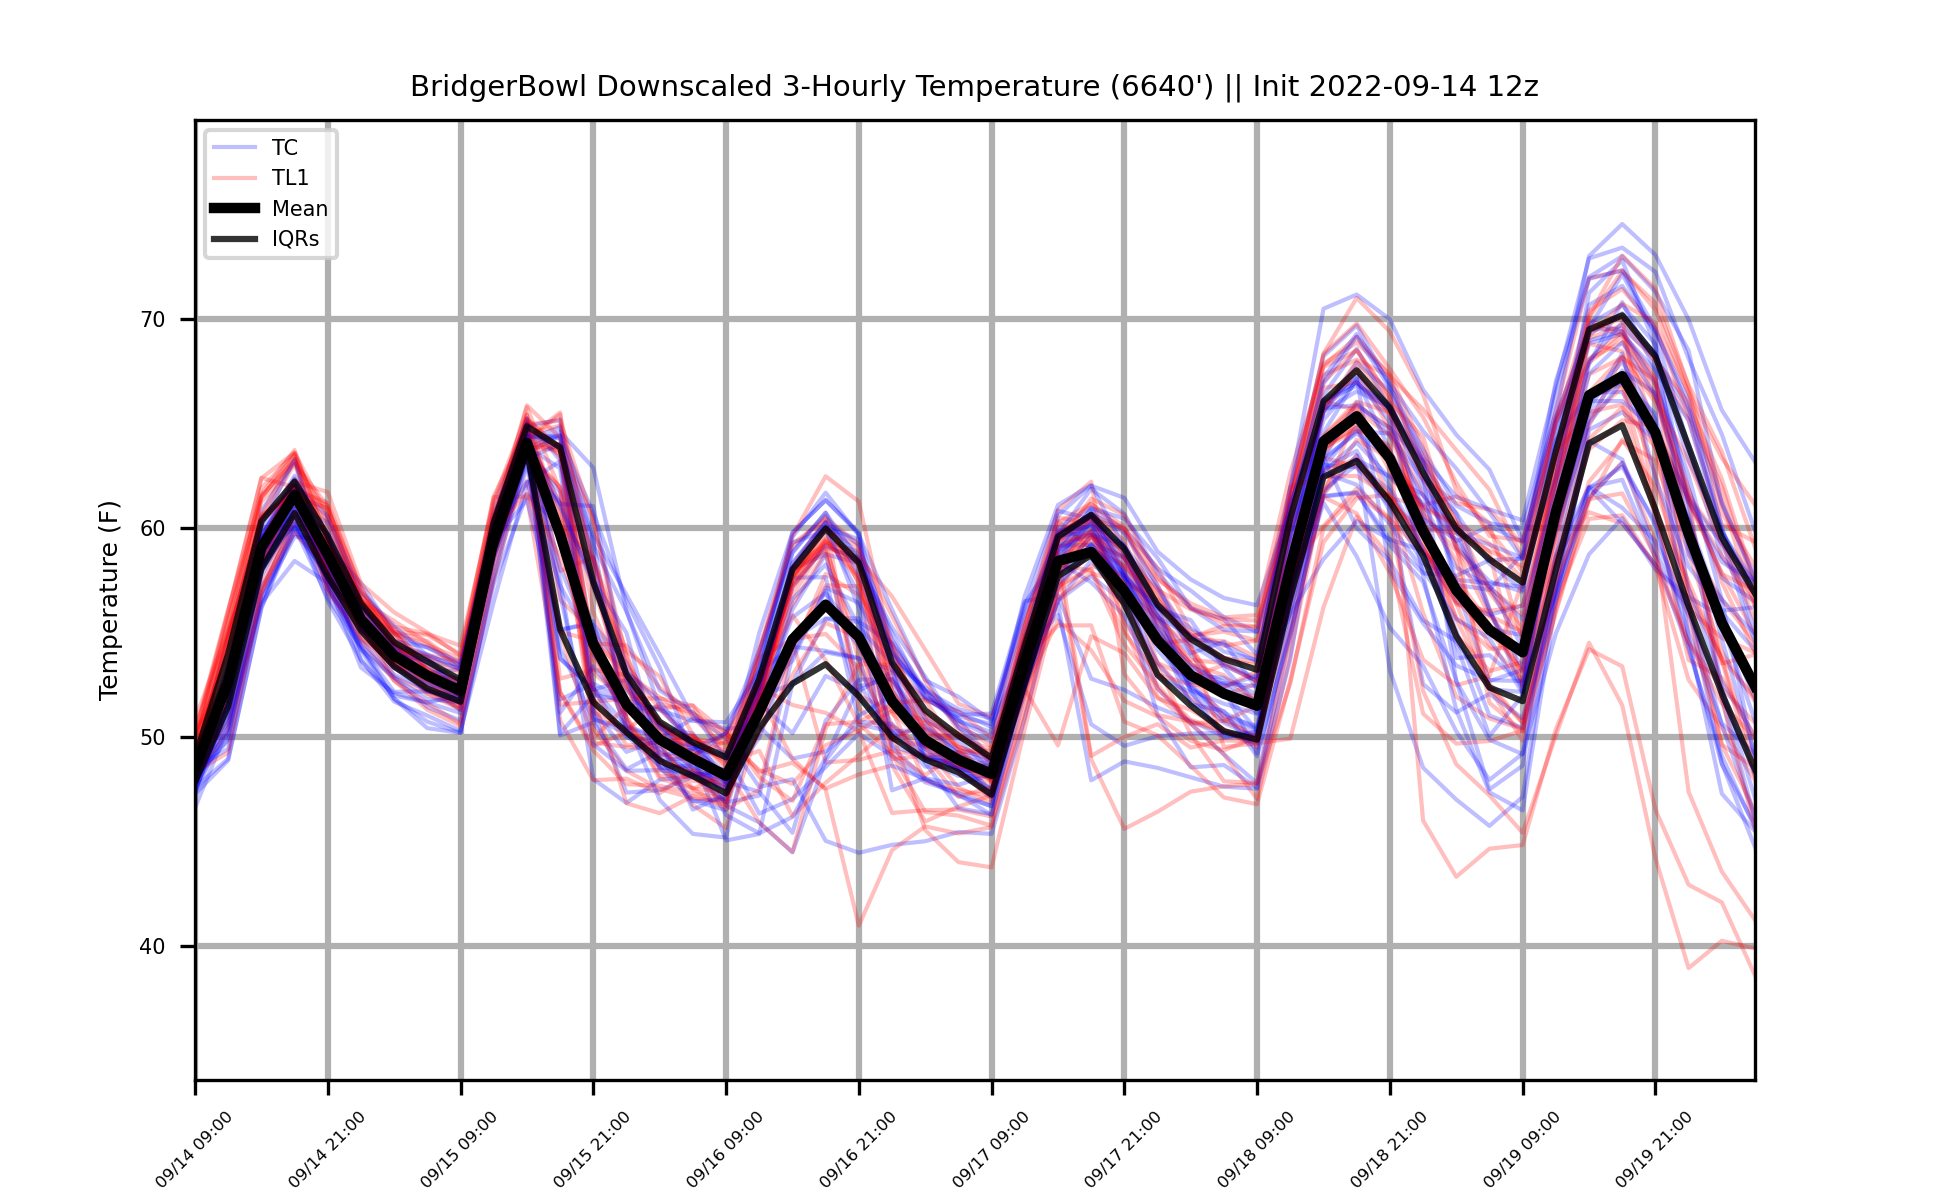 BridgerBowl Downscaled 3-Hourly Temperature (6640') || Init 2022-09-14 12z
TC
TL1
Mean
IQRs
Temperature (F)
70
60
50
40
09/14 09:00
09/14 21:00
09/15 09:00
09/15 21:00
09/16 09:00
09/16 21:00
09/17 09:00
09/17 21:00
09/18 09:00
09/18 21:00
09/19 09:00
09/19 21:00